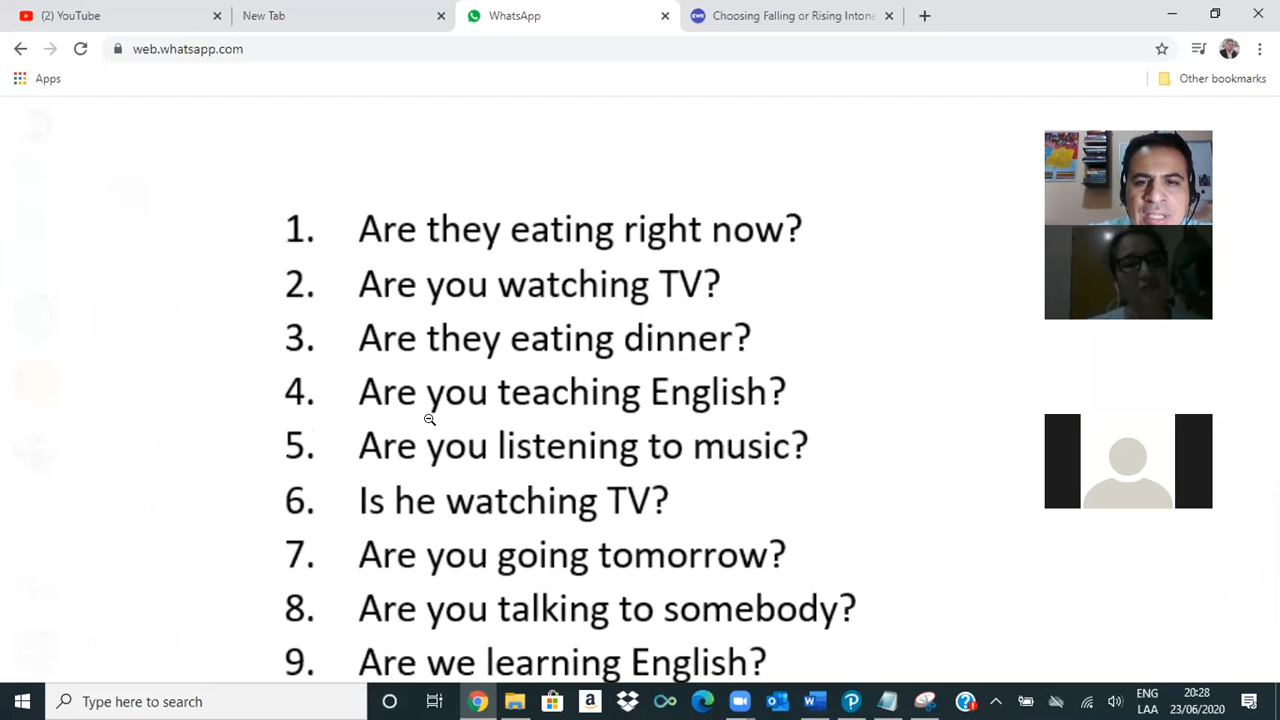 (2) YouTube
New Tab
WhatsApp
Choosing Falling or Rising Intona
web.whatsapp.com
Apps
Other bookmarks
1. Are they eating right now?
2. Are you watching TV?
3. Are they eating dinner?
4. Are you teaching English?
5. Are you listening to music?
6. Is he watching TV?
7. Are you going tomorrow?
8. Are you talking to somebody?
9. Are we learning English?
Type here to search
ENG
LAA
20:28
23/06/2020